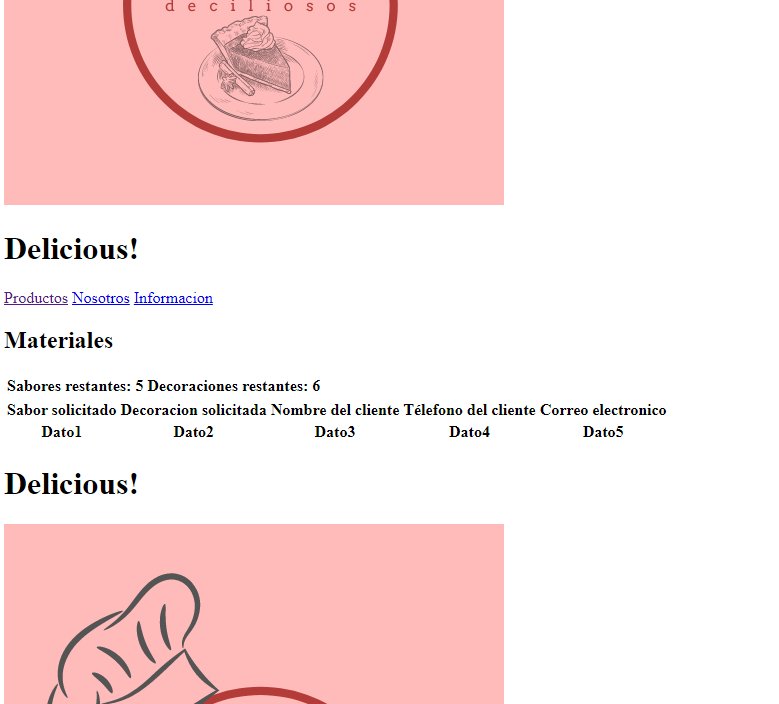 deciliosos
Delicious!
Productos Nosotros Informacion
Materiales
Sabores restantes: 5 Decoraciones restantes: 6
Sabor solicitado Decoracion solicitada Nombre del cliente Télefono del cliente Correo electronico
Dato1 Dato2 Dato3 Dato4 Dato5
Delicious!